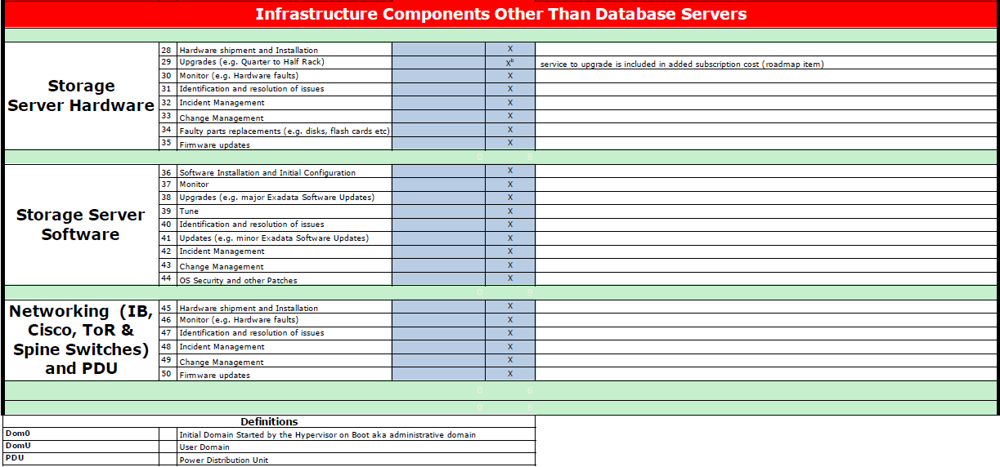 Infrastructure Components Other Than Database Servers
Storage
Server Hardware
28 Hardware shipment and Installation X
29 Upgrades (e.g. Quarter to Half Rack) Xᵇ service to upgrade is included in added subscription cost (roadmap item)
30 Monitor (e.g. Hardware faults) X
31 Identification and resolution of issues X
32 Incident Management X
33 Change Management X
34 Faulty parts replacements (e.g. disks, flash cards etc) X
35 Firmware updates X
0 8
Storage Server
Software
36 Software Installation and Initial Configuration X
37 Monitor X
38 Upgrades (e.g. major Exadata Software Updates) X
39 Tune X
40 Identification and resolution of issues X
41 Updates (e.g. minor Exadata Software Updates) X
42 Incident Management X
43 Change Management X
44 OS Security and other Patches X
0 9
Networking (IB,
Cisco, ToR &
Spine Switches)
and PDU
45 Hardware shipment and Installation X
46 Monitor (e.g. Hardware faults) X
47 Identification and resolution of issues X
48 Incident Management X
49 Change Management X
50 Firmware updates X
0 6
0 6
Definitions
Dom0 Initial Domain Started by the Hypervisor on Boot aka administrative domain
DomU User Domain
PDU Power Distribution Unit